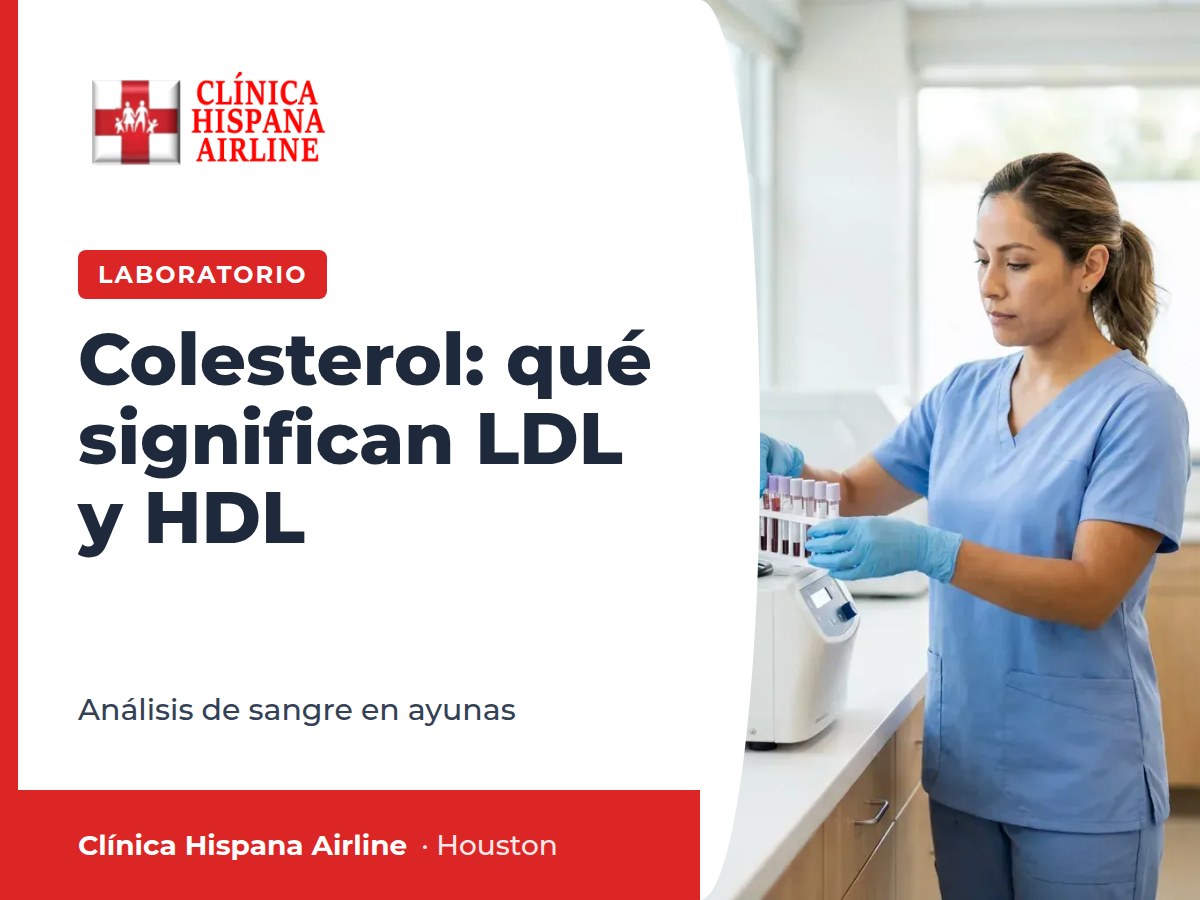 CLÍNICA
HISPANA
AIRLINE
LABORATORIO
Colesterol: qué
significan LDL
y HDL
Análisis de sangre en ayunas
Clínica Hispana Airline · Houston